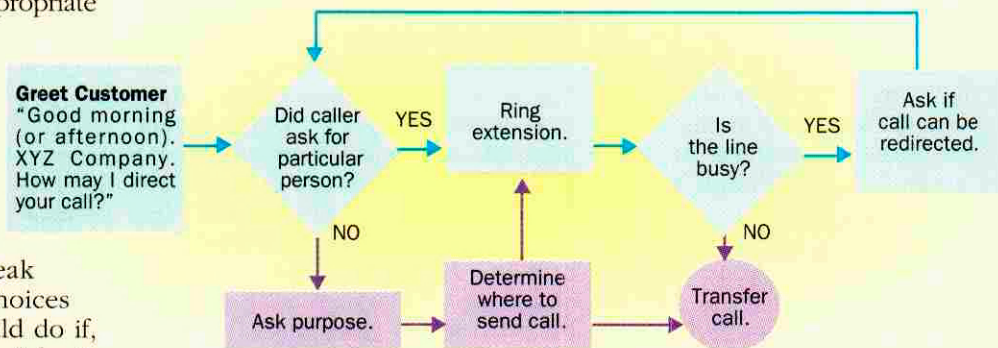 propriate
Greet Customer
“Good morning
(or afternoon).
XYZ Company.
How may I direct
your call?”
Did caller
ask for
particular
person?
YES
NO
Ring
extension.
Is
the line
busy?
YES
NO
Ask if
call can be
redirected.
Ask purpose.
Determine
where to
send call.
Transfer
call.
eak
hoices
ld do if,